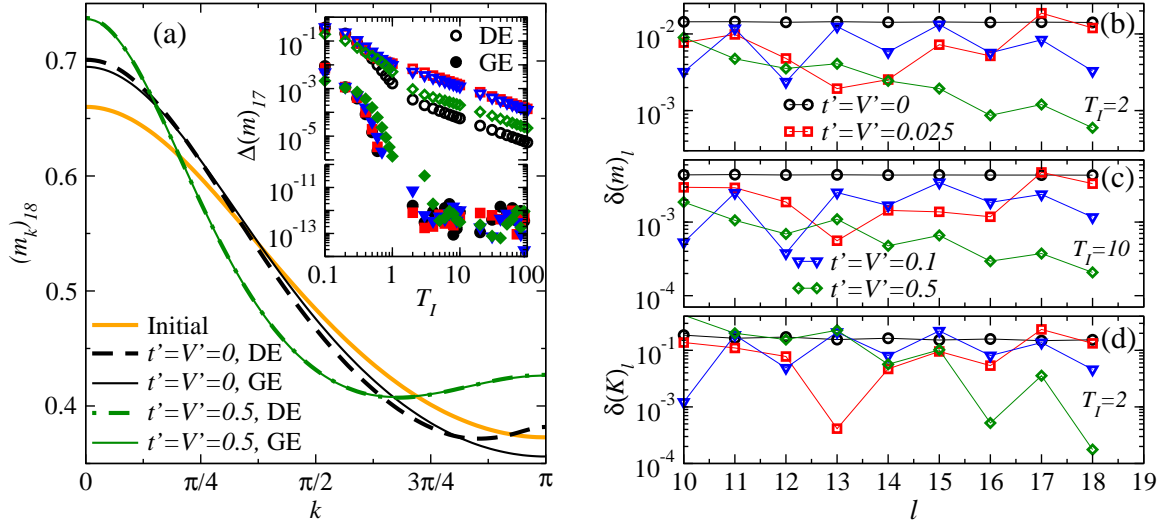 (a)
(m_k)_18
0.7
0.6
0.5
0.4
0
π/4
π/2
3π/4
π
k
Initial
t'=V'=0, DE
t'=V'=0, GE
t'=V'=0.5, DE
t'=V'=0.5, GE
Δ(m)_17
10^-1
10^-3
10^-5
10^-11
10^-13
0.1
1
10
100
T_I
DE
GE
(b)
10^-2
10^-3
t'=V'=0
t'=V'=0.025
T_I=2
δ(m)_l
(c)
10^-3
10^-4
t'=V'=0.1
t'=V'=0.5
T_I=10
(d)
δ(K)_l
10^-1
10^-3
10^-4
T_I=2
10 11 12 13 14 15 16 17 18 19
l